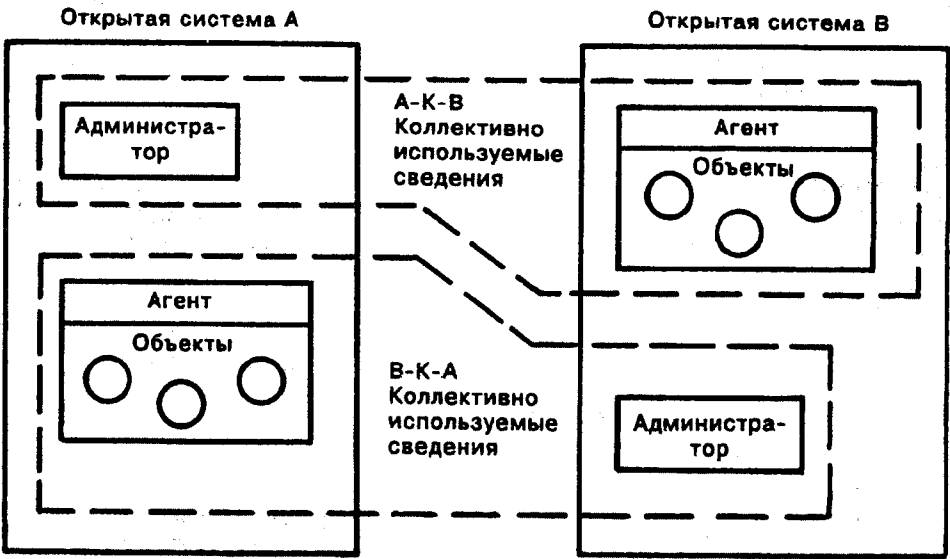 Открытая система А
Открытая система В
Администра-
тор
А-К-В
Коллективно
используемые
сведения
Агент
Объекты
Агент
Объекты
В-К-А
Коллективно
используемые
сведения
Администра-
тор